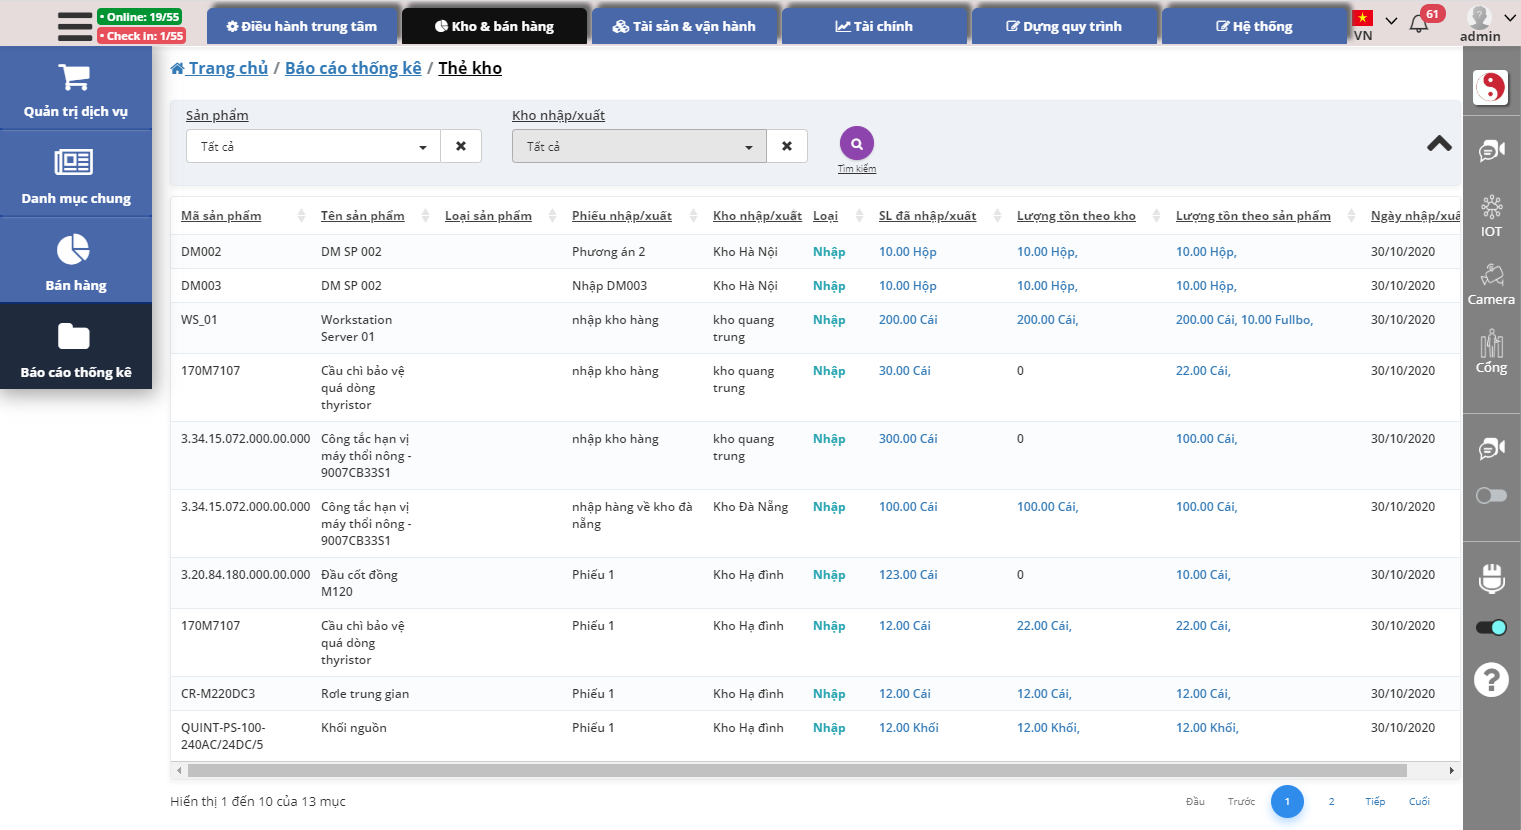 • Online: 19/55
• Check In: 1/55
Điều hành trung tâm
Kho & bán hàng
Tài sản & vận hành
Tài chính
Dựng quy trình
Hệ thống
VN
61
admin
Quản trị dịch vụ
Danh mục chung
Bán hàng
Báo cáo thống kê
Trang chủ / Báo cáo thống kê / Thẻ kho
Sản phẩm
Kho nhập/xuất
Tất cả
Tất cả
Tìm kiếm
Mã sản phẩm Tên sản phẩm Loại sản phẩm Phiếu nhập/xuất Kho nhập/xuất Loại SL đã nhập/xuất Lượng tồn theo kho Lượng tồn theo sản phẩm Ngày nhập/xuấ
DM002 DM SP 002 Phương án 2 Kho Hà Nội Nhập 10.00 Hộp 10.00 Hộp, 10.00 Hộp, 30/10/2020
DM003 DM SP 002 Nhập DM003 Kho Hà Nội Nhập 10.00 Hộp 10.00 Hộp, 10.00 Hộp, 30/10/2020
WS_01 Workstation nhập kho hàng kho quang Nhập 200.00 Cái 200.00 Cái, 200.00 Cái, 10.00 Fullbo, 30/10/2020
Server 01 trung
170M7107 Cầu chì bảo vệ nhập kho hàng kho quang Nhập 30.00 Cái 0 22.00 Cái, 30/10/2020
quá dòng trung
thyristor
3.34.15.072.000.00.000 Công tắc hạn vị nhập kho hàng kho quang Nhập 300.00 Cái 0 100.00 Cái, 30/10/2020
máy thổi nông - trung
9007CB33S1
3.34.15.072.000.00.000 Công tắc hạn vị nhập hàng về kho đà Kho Đà Nẵng Nhập 100.00 Cái 100.00 Cái, 100.00 Cái, 30/10/2020
máy thổi nông - nẵng
9007CB33S1
3.20.84.180.000.00.000 Đầu cốt đồng Phiếu 1 Kho Hạ đình Nhập 123.00 Cái 0 10.00 Cái, 30/10/2020
M120
170M7107 Cầu chì bảo vệ Phiếu 1 Kho Hạ đình Nhập 12.00 Cái 22.00 Cái, 22.00 Cái, 30/10/2020
quá dòng
thyristor
CR-M220DC3 Rơle trung gian Phiếu 1 Kho Hạ đình Nhập 12.00 Cái 12.00 Cái, 12.00 Cái, 30/10/2020
QUINT-PS-100- Khối nguồn Phiếu 1 Kho Hạ đình Nhập 12.00 Khối 12.00 Khối, 12.00 Khối, 30/10/2020
240AC/24DC/5
Hiển thị 1 đến 10 của 13 mục
Đầu Trước 1 2 Tiếp Cuối
IOT
Camera
Cổng